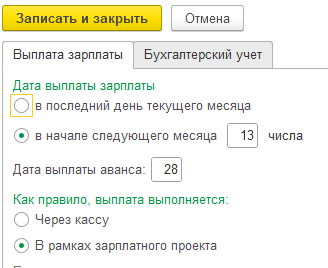 Записать и закрыть Отмена
Выплата зарплаты Бухгалтерский учет
Дата выплаты зарплаты
в последний день текущего месяца
в начале следующего месяца 13 числа
Дата выплаты аванса: 28
Как правило, выплата выполняется:
Через кассу
В рамках зарплатного проекта